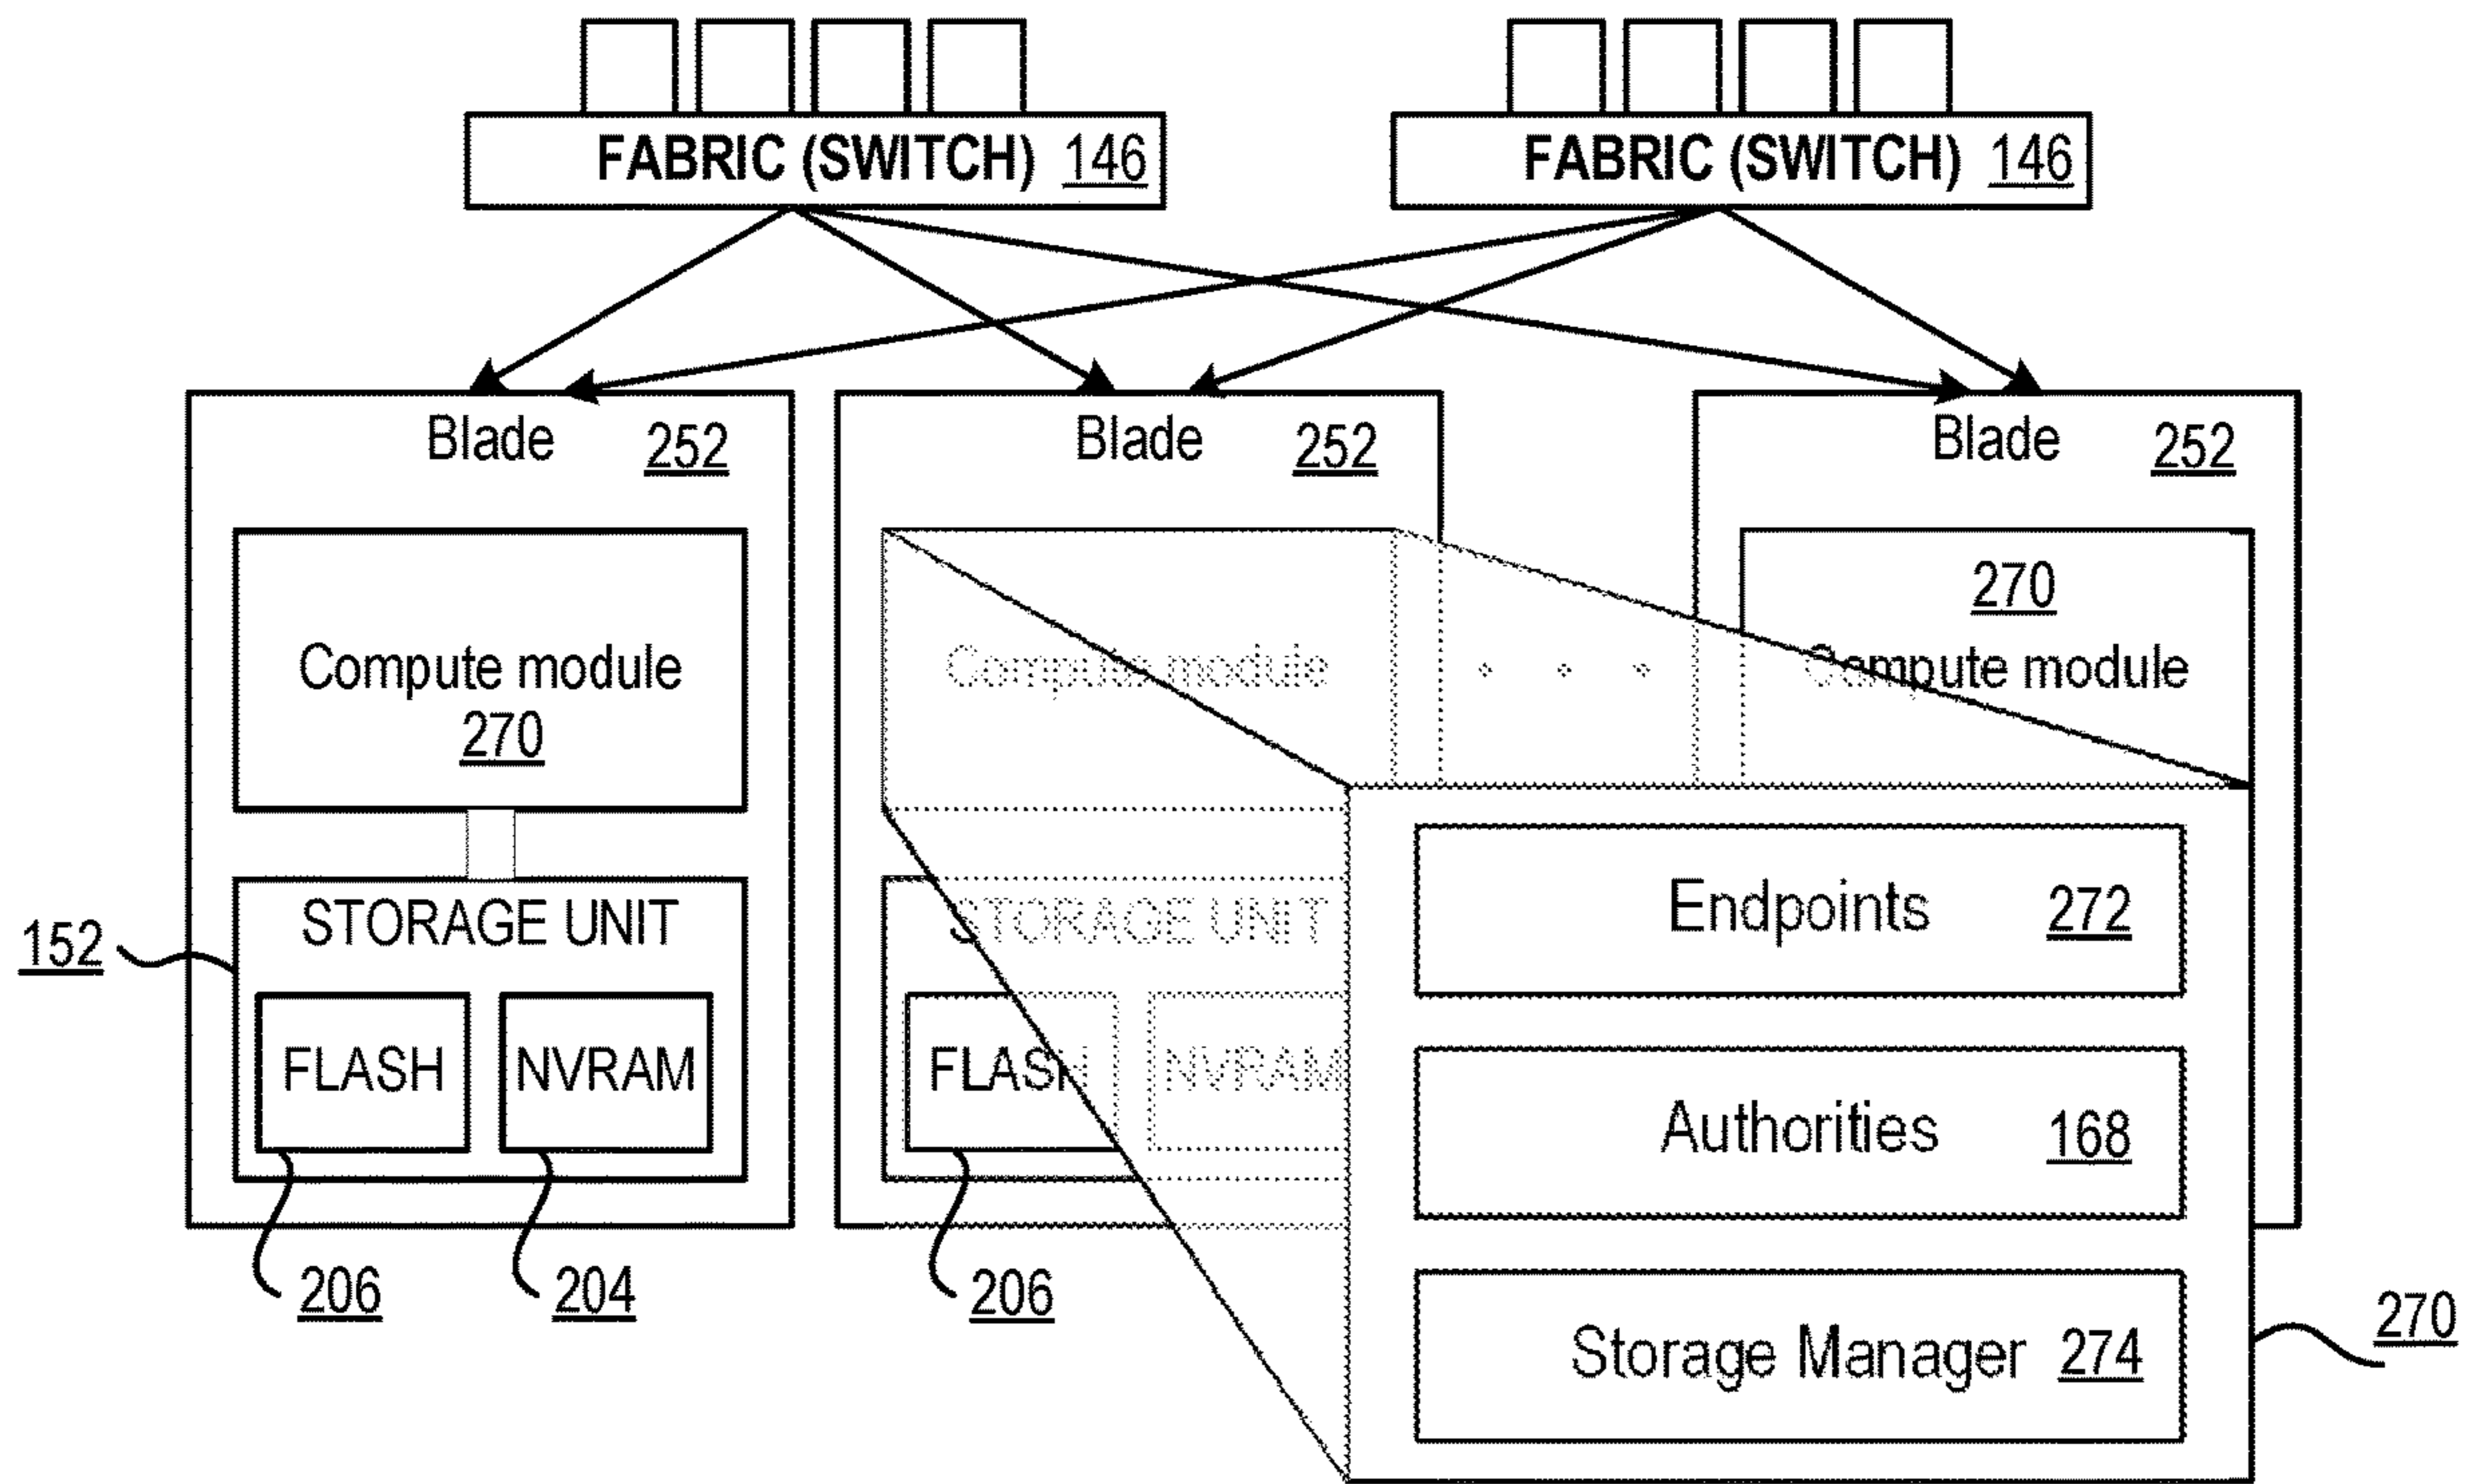 FABRIC (SWITCH) 146
FABRIC (SWITCH) 146
Blade 252
Blade 252
Blade 252
Compute module
270
Compute module
. . .
270
Compute module
STORAGE UNIT
152
FLASH
NVRAM
206
204
STORAGE UNIT
FLASH
NVRAM
206
Endpoints 272
Authorities 168
Storage Manager 274
270